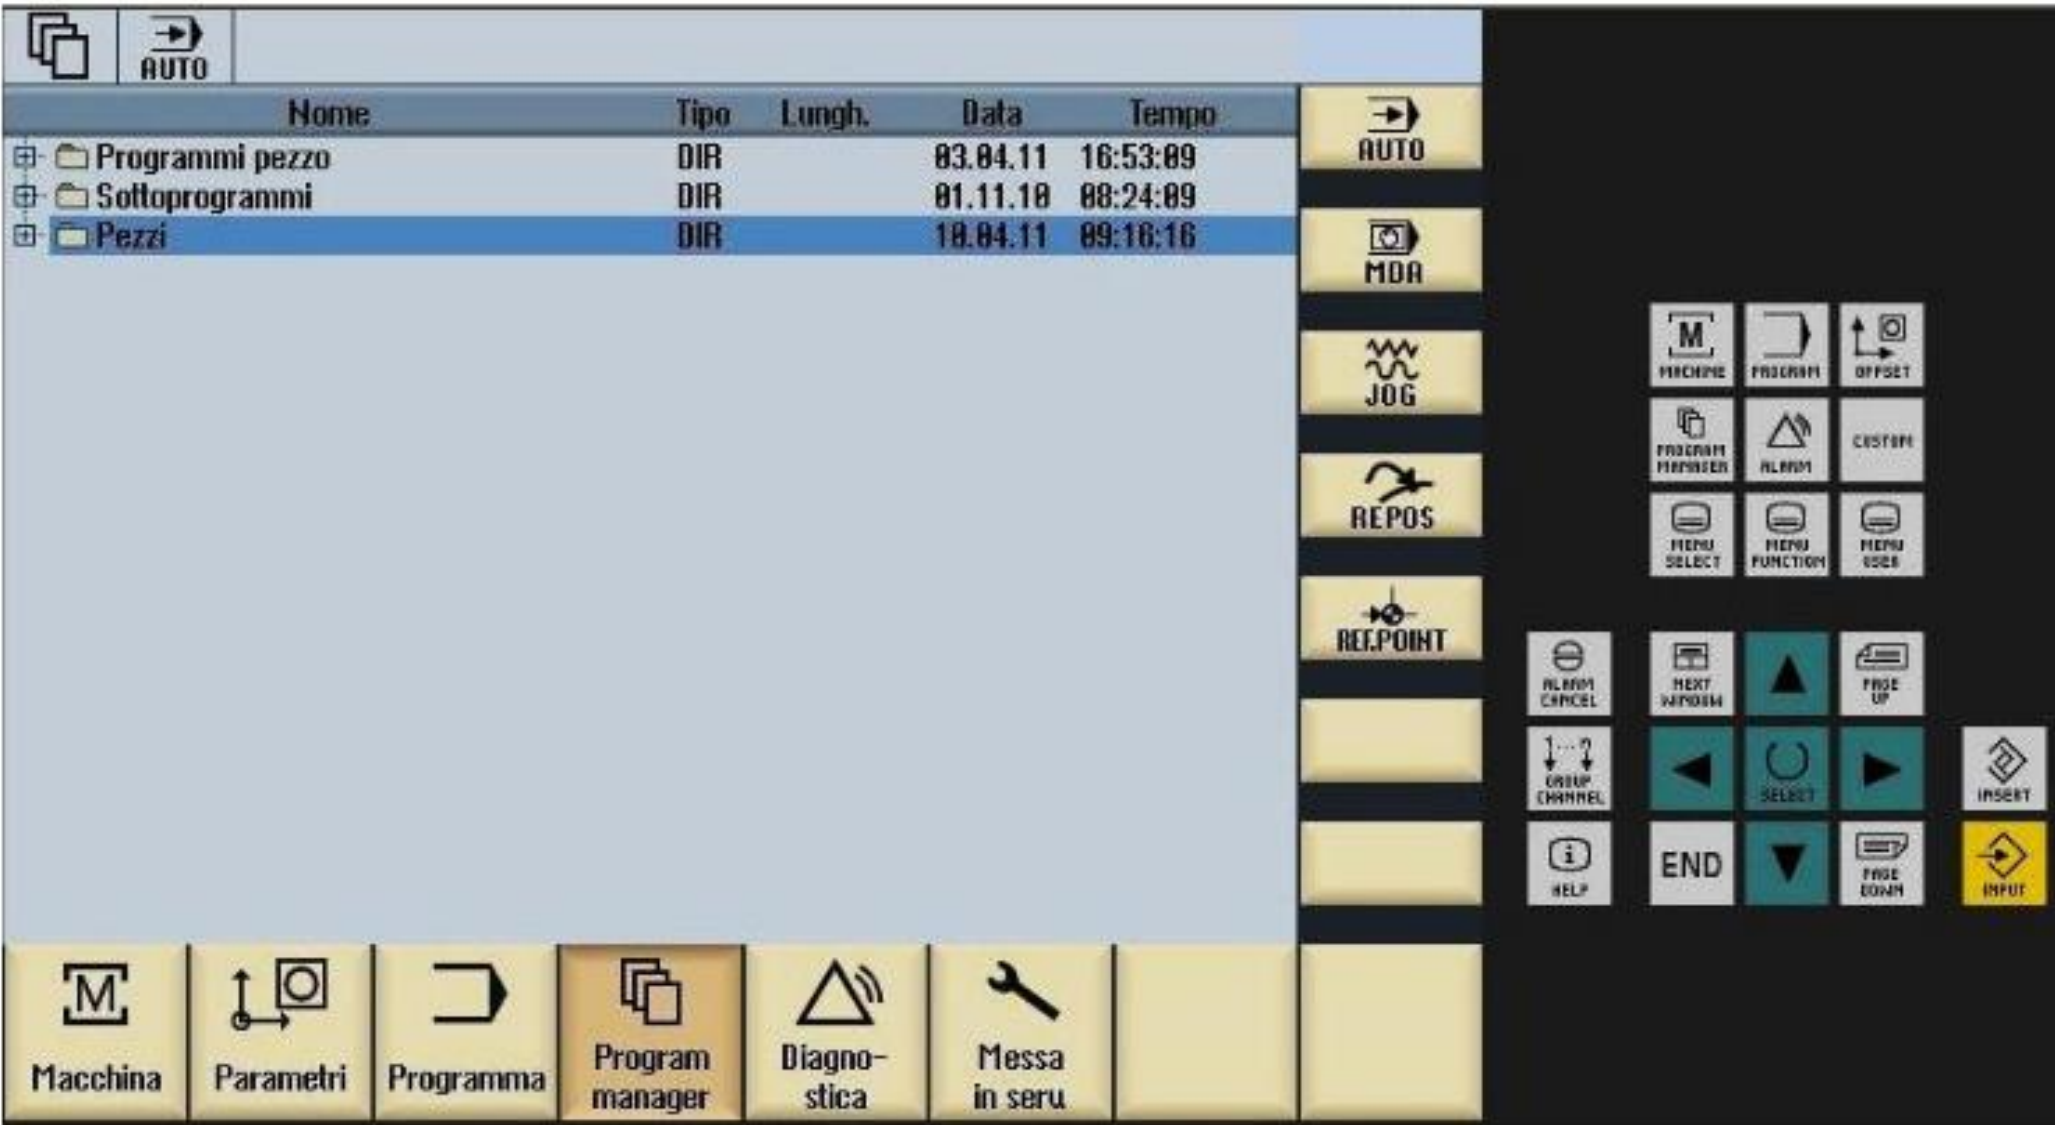 AUTO
Nome Tipo Lungh. Data Tempo
Programmi pezzo DIR 03.04.11 16:53:09
Sottoprogrammi DIR 01.11.10 08:24:09
Pezzi DIR 10.04.11 09:16:16
AUTO
MDA
JOG
REPOS
REF.POINT
M
Macchina
Parametri
Programma
Program
manager
Diagno-
stica
Messa
in seru
M
MACHINE
PROGRAM
OFFSET
PROGRAM
MANAGER
ALARM
CUSTOM
MENU
SELECT
MENU
FUNCTION
MENU
USER
ALARM
CANCEL
NEXT
WINDOW
PAGE
UP
1...n
GROUP
CHANNEL
SELECT
INSERT
i
HELP
END
PAGE
DOWN
INPUT